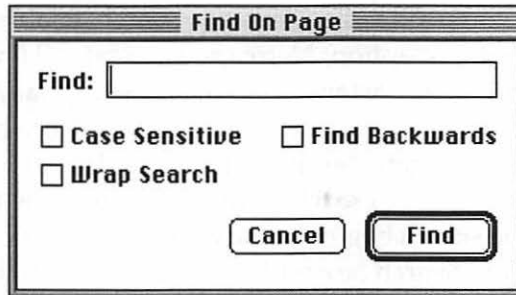 Find On Page
Find:
Case Sensitive Find Backwards
Wrap Search
Cancel Find